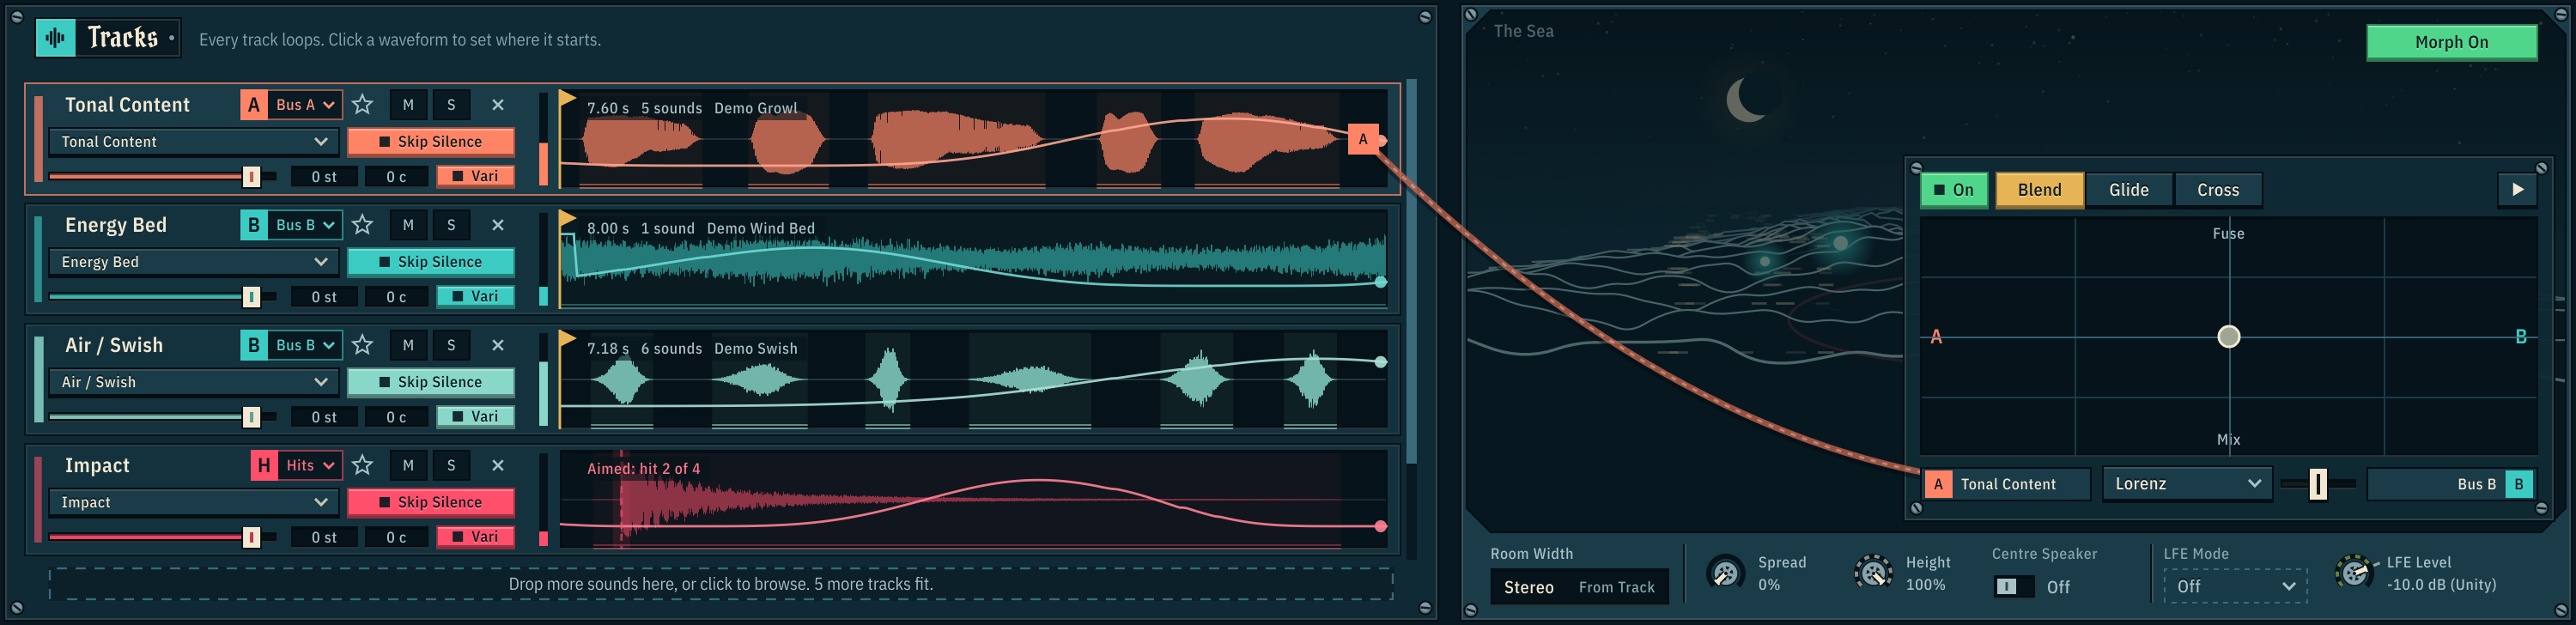 Tracks
Every track loops. Click a waveform to set where it starts.
Tonal Content
A Bus A
M S ×
Tonal Content
Skip Silence
0 st 0 c Vari
7.60 s 5 sounds Demo Growl
A
Energy Bed
B Bus B
M S ×
Energy Bed
Skip Silence
0 st 0 c Vari
8.00 s 1 sound Demo Wind Bed
Air / Swish
B Bus B
M S ×
Air / Swish
Skip Silence
0 st 0 c Vari
7.18 s 6 sounds Demo Swish
Impact
H Hits
M S ×
Impact
Skip Silence
0 st 0 c Vari
Aimed: hit 2 of 4
Drop more sounds here, or click to browse. 5 more tracks fit.
The Sea
Morph On
On Blend Glide Cross
Fuse
A B
Mix
A Tonal Content
Lorenz
Bus B B
Room Width
Stereo From Track
Spread
0%
Height
100%
Centre Speaker
Off
LFE Mode
Off
LFE Level
-10.0 dB (Unity)